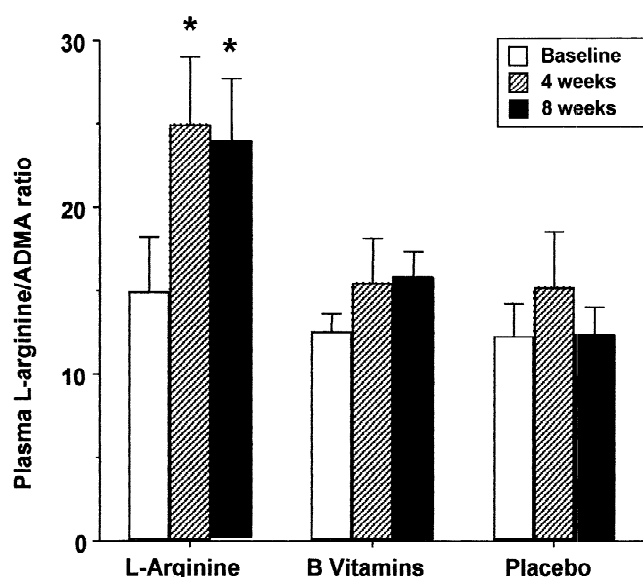 * *
30
20
10
0
Plasma L-arginine/ADMA ratio
Baseline
4 weeks
8 weeks
L-Arginine B Vitamins Placebo